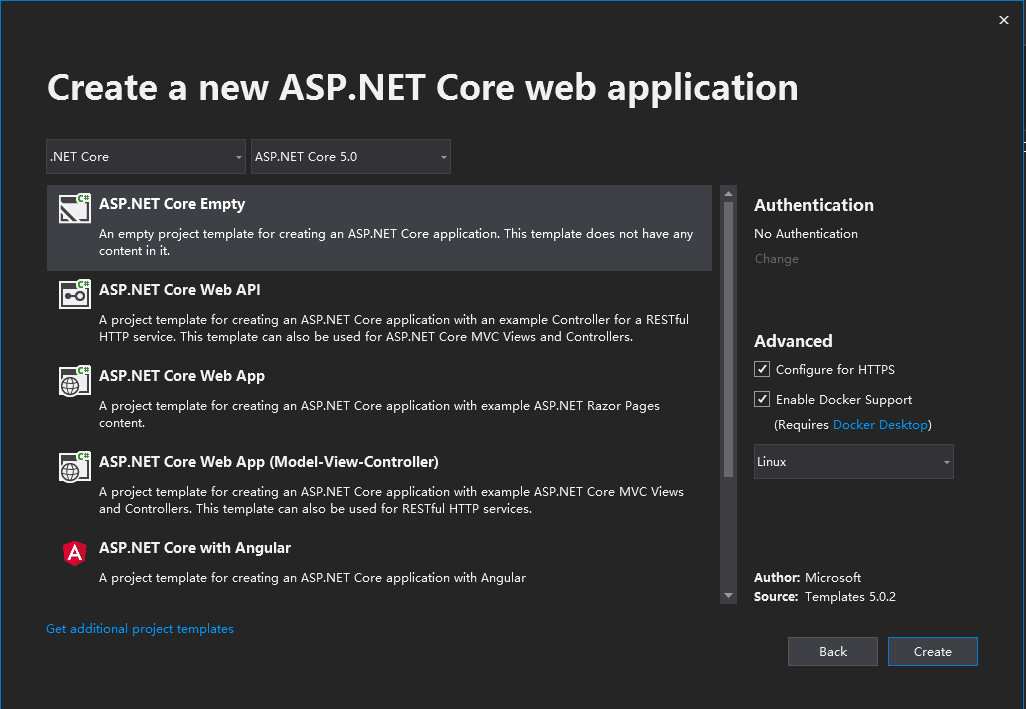 Create a new ASP.NET Core web application
.NET Core
ASP.NET Core 5.0
C#
ASP.NET Core Empty
An empty project template for creating an ASP.NET Core application. This template does not have any
content in it.
C#
ASP.NET Core Web API
A project template for creating an ASP.NET Core application with an example Controller for a RESTful
HTTP service. This template can also be used for ASP.NET Core MVC Views and Controllers.
C#
ASP.NET Core Web App
A project template for creating an ASP.NET Core application with example ASP.NET Razor Pages
content.
C#
ASP.NET Core Web App (Model-View-Controller)
A project template for creating an ASP.NET Core application with example ASP.NET Core MVC Views
and Controllers. This template can also be used for RESTful HTTP services.
A
ASP.NET Core with Angular
A project template for creating an ASP.NET Core application with Angular
Get additional project templates
Authentication
No Authentication
Change
Advanced
Configure for HTTPS
Enable Docker Support
(Requires Docker Desktop)
Linux
Author: Microsoft
Source: Templates 5.0.2
Back
Create